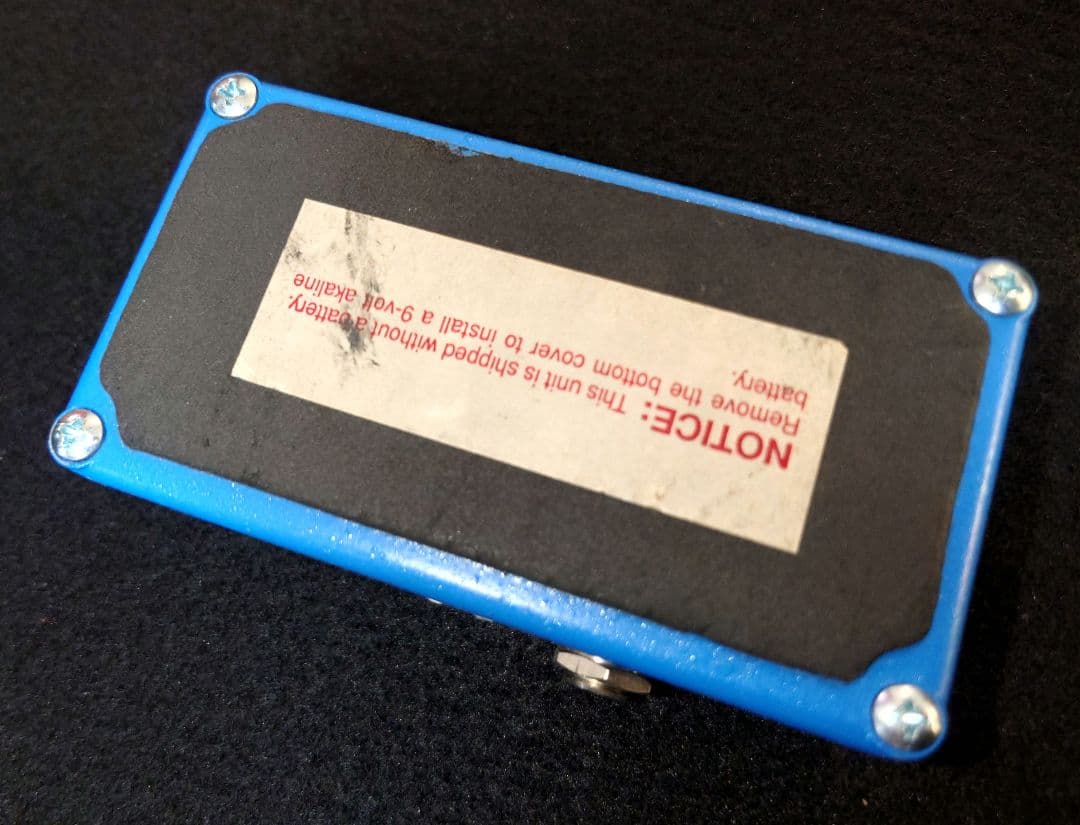 NOTICE: This unit is shipped without a battery.
Remove the bottom cover to install a 9-volt akaline
battery.